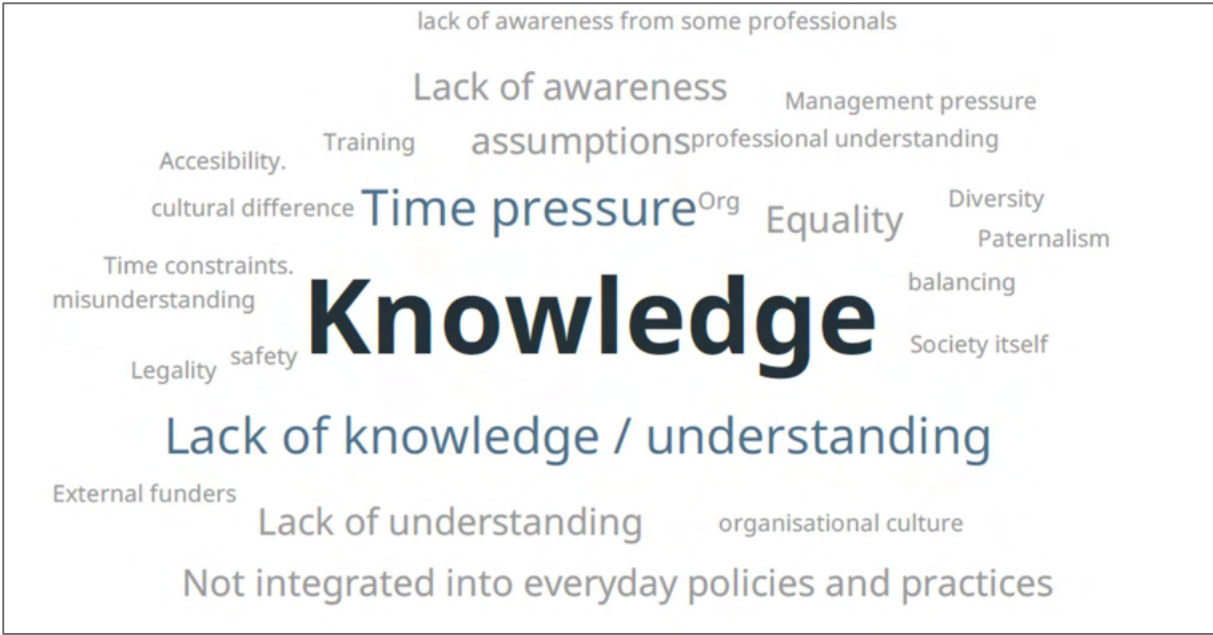 lack of awareness from some professionals
Lack of awareness
Management pressure
Training
assumptions
professional understanding
Accesibility.
cultural difference
Time pressure
Org
Equality
Diversity
Paternalism
Time constraints.
misunderstanding
Knowledge
balancing
Society itself
Legality
safety
Lack of knowledge / understanding
External funders
Lack of understanding
organisational culture
Not integrated into everyday policies and practices